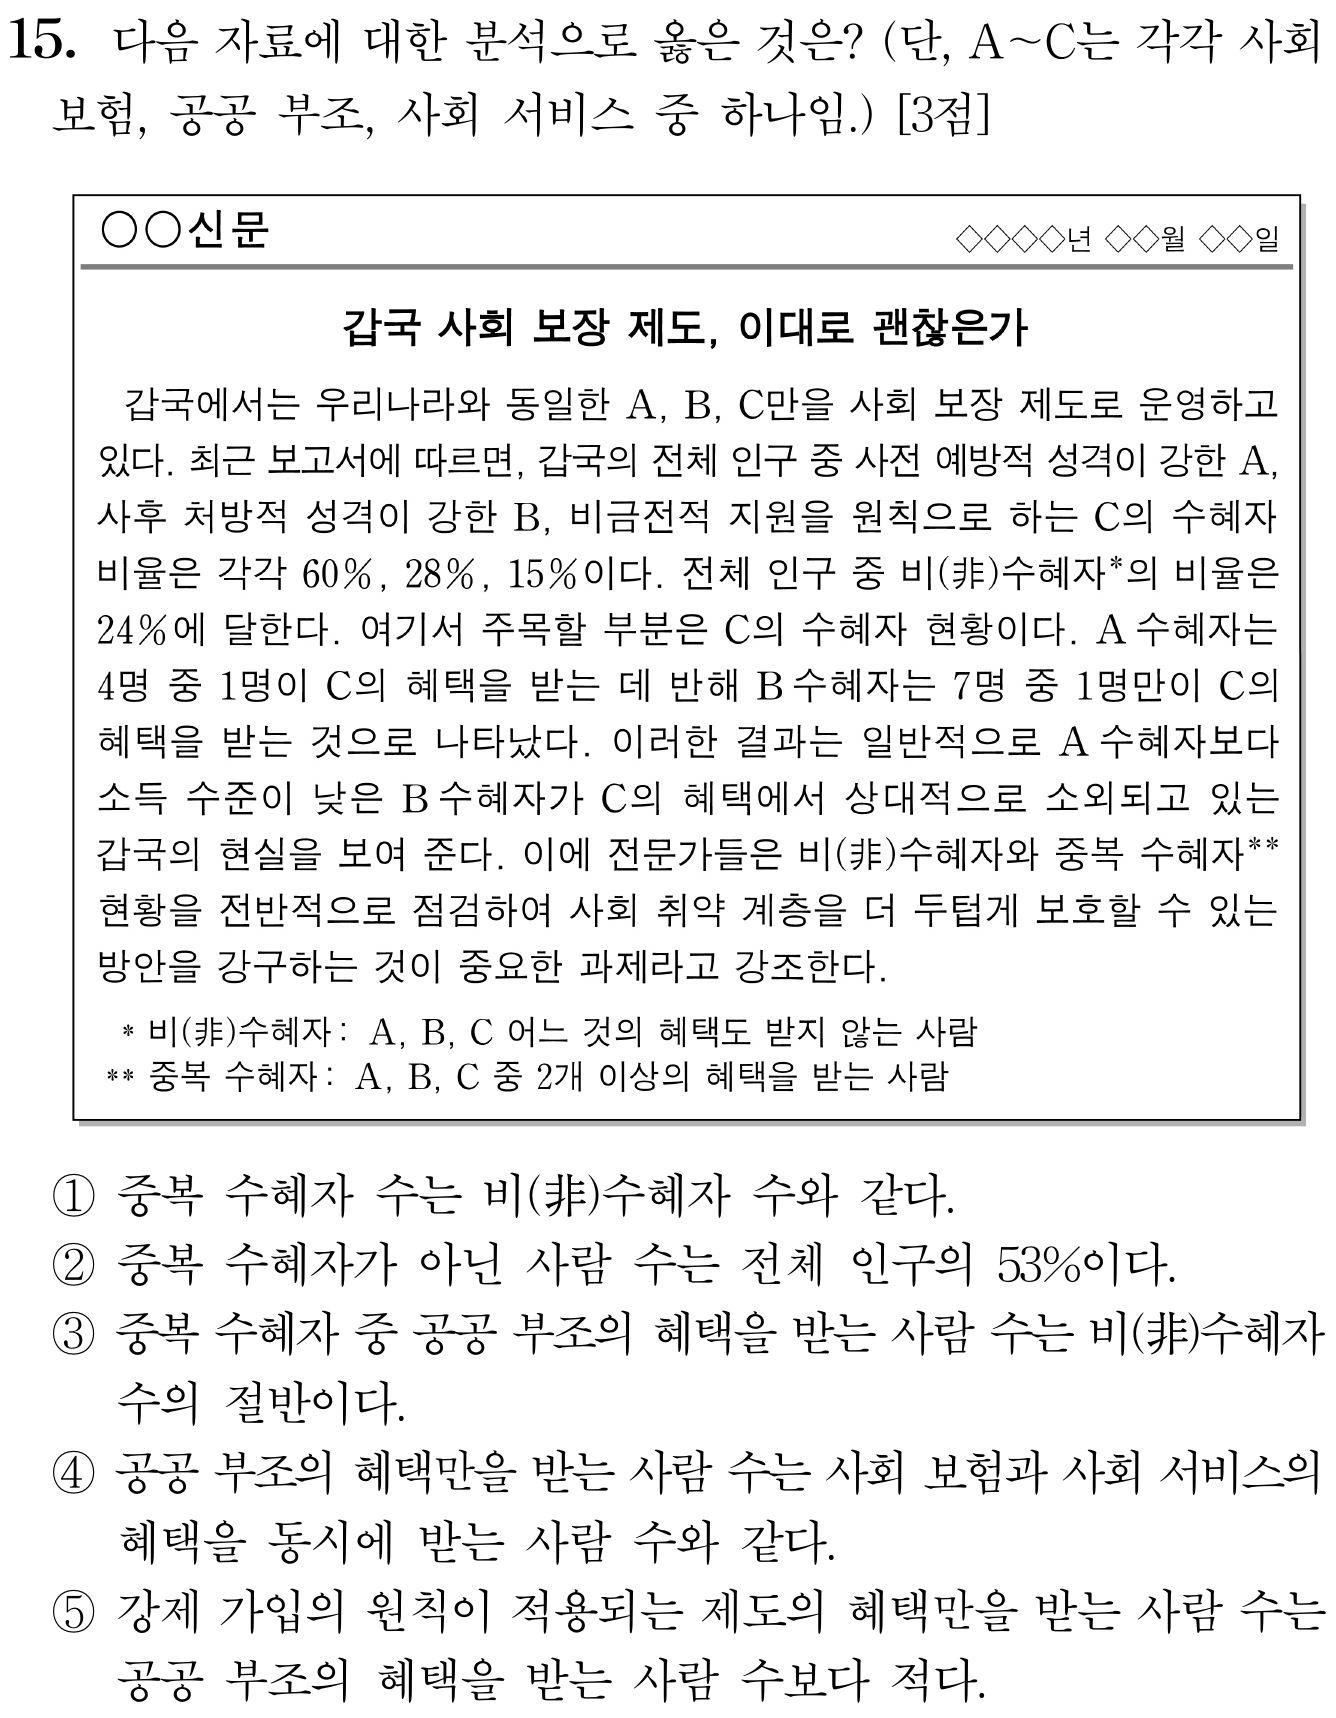 15. 다음 자료에 대한 분석으로 옳은 것은? (단, A~C는 각각 사회
보험, 공공 부조, 사회 서비스 중 하나임.) [3점]
○○신문
◇◇◇◇년 ◇◇월 ◇◇일
갑국 사회 보장 제도, 이대로 괜찮은가
갑국에서는 우리나라와 동일한 A, B, C만을 사회 보장 제도로 운영하고
있다. 최근 보고서에 따르면, 갑국의 전체 인구 중 사전 예방적 성격이 강한 A,
사후 처방적 성격이 강한 B, 비금전적 지원을 원칙으로 하는 C의 수혜자
비율은 각각 60%, 28%, 15%이다. 전체 인구 중 비(非)수혜자*의 비율은
24%에 달한다. 여기서 주목할 부분은 C의 수혜자 현황이다. A 수혜자는
4명 중 1명이 C의 혜택을 받는 데 반해 B 수혜자는 7명 중 1명만이 C의
혜택을 받는 것으로 나타났다. 이러한 결과는 일반적으로 A 수혜자보다
소득 수준이 낮은 B 수혜자가 C의 혜택에서 상대적으로 소외되고 있는
갑국의 현실을 보여 준다. 이에 전문가들은 비(非)수혜자와 중복 수혜자**
현황을 전반적으로 점검하여 사회 취약 계층을 더 두텁게 보호할 수 있는
방안을 강구하는 것이 중요한 과제라고 강조한다.
* 비(非)수혜자: A, B, C 어느 것의 혜택도 받지 않는 사람
** 중복 수혜자: A, B, C 중 2개 이상의 혜택을 받는 사람
① 중복 수혜자 수는 비(非)수혜자 수와 같다.
② 중복 수혜자가 아닌 사람 수는 전체 인구의 53%이다.
③ 중복 수혜자 중 공공 부조의 혜택을 받는 사람 수는 비(非)수혜자
수의 절반이다.
④ 공공 부조의 혜택만을 받는 사람 수는 사회 보험과 사회 서비스의
혜택을 동시에 받는 사람 수와 같다.
⑤ 강제 가입의 원칙이 적용되는 제도의 혜택만을 받는 사람 수는
공공 부조의 혜택을 받는 사람 수보다 적다.